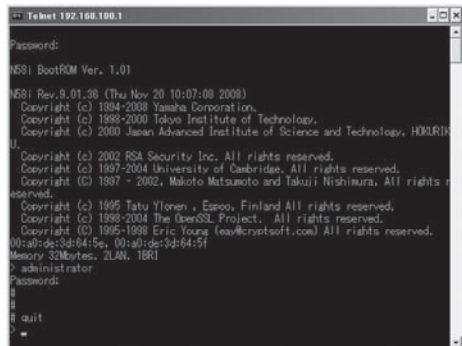 Telnet 192.168.100.1
Password:
N58i BootROM Ver. 1.01
N58i Rev.9.01.36 (Thu Nov 20 10:07:08 2008)
Copyright (c) 1994-2008 Yamaha Corporation.
Copyright (c) 1998-2000 Tokyo Institute of Technology.
Copyright (c) 2000 Japan Advanced Institute of Science and Technology, HOKURIK
U.
Copyright (c) 2002 RSA Security Inc. All rights reserved.
Copyright (c) 1997-2004 University of Cambridge. All rights reserved.
Copyright (C) 1997 - 2002, Makoto Matsumoto and Takuji Nishimura, All rights r
eserved.
Copyright (c) 1995 Tatu Ylonen , Espoo, Finland All rights reserved.
Copyright (c) 1998-2004 The OpenSSL Project. All rights reserved.
Copyright (C) 1995-1998 Eric Young (eay@cryptsoft.com) All rights reserved.
00:a0:de:3d:64:5e, 00:a0:de:3d:64:5f
Memory 32Mbytes, 2LAN, 1BRI
> administrator
Password:
#
#
# quit
>